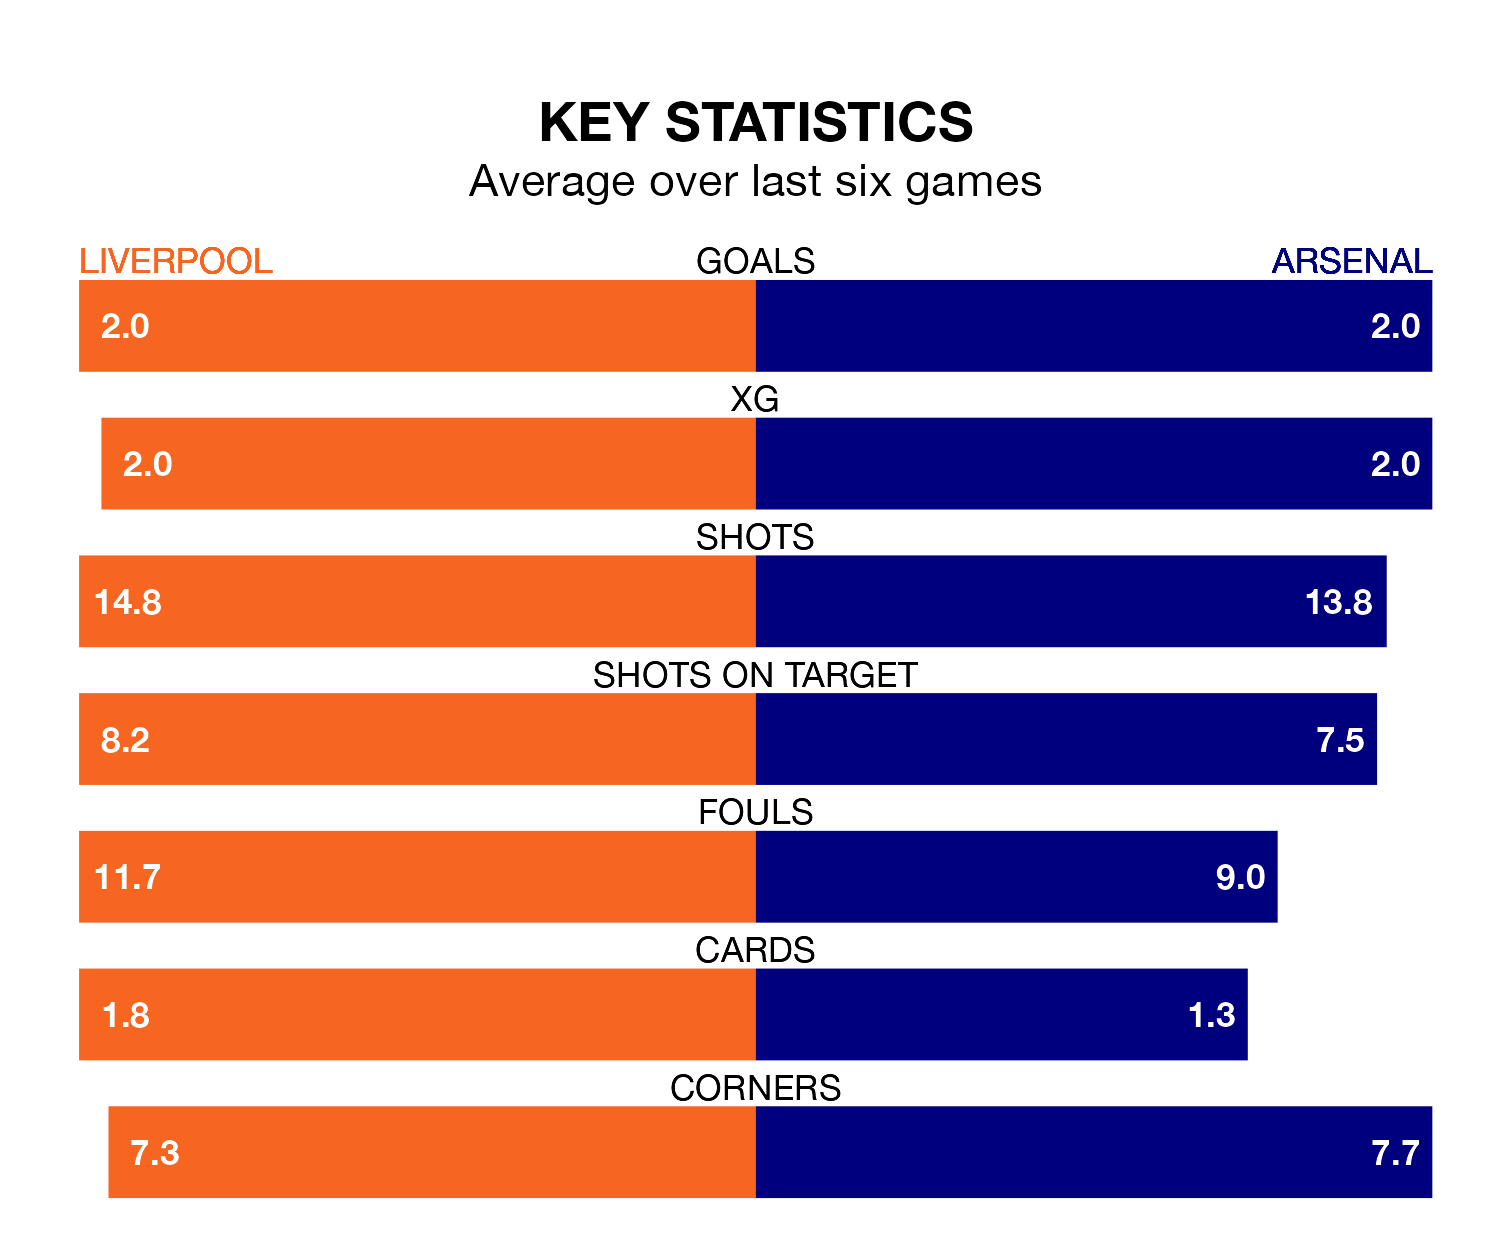 KEY STATISTICS
Average over last six games
LIVERPOOL GOALS ARSENAL
2.0 2.0
XG
2.0 2.0
SHOTS
14.8 13.8
SHOTS ON TARGET
8.2 7.5
FOULS
11.7 9.0
CARDS
1.8 1.3
CORNERS
7.3 7.7